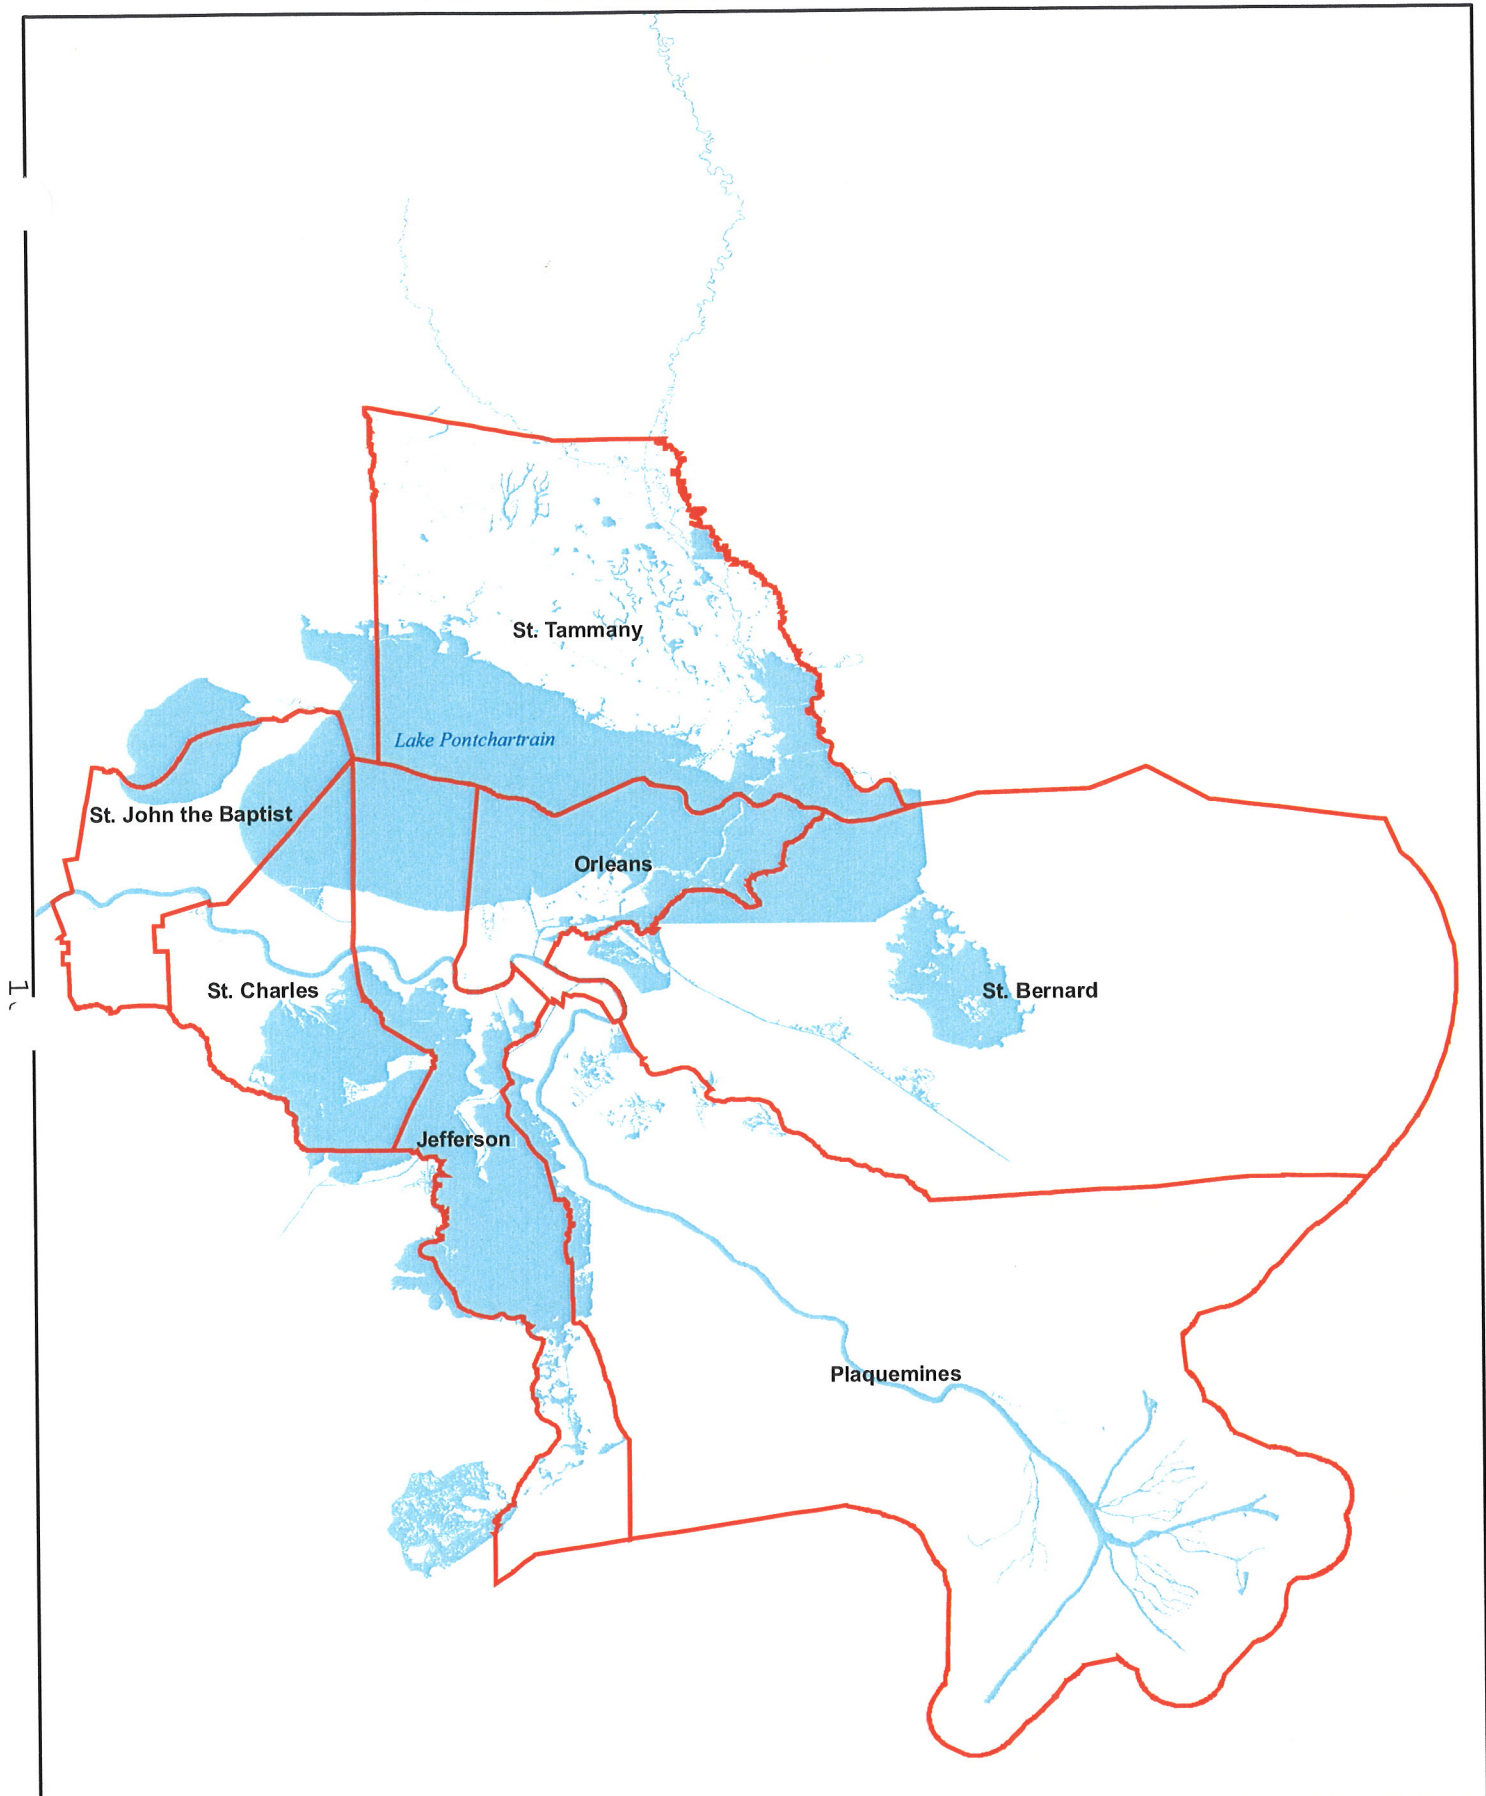 St. Tammany
Lake Pontchartrain
St. John the Baptist
Orleans
St. Charles
St. Bernard
Jefferson
Plaquemines